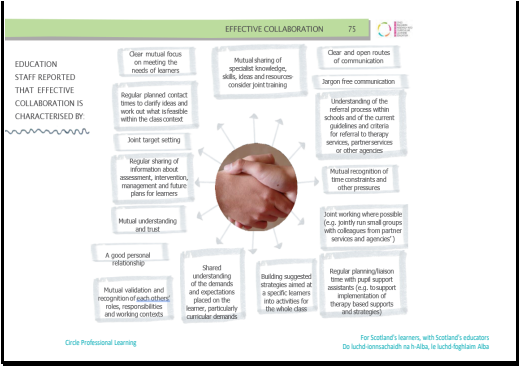 EFFECTIVE COLLABORATION 75
EDUCATION
STAFF REPORTED
THAT EFFECTIVE
COLLABORATION IS
CHARACTERISED BY:
Clear mutual focus
on meeting the
needs of learners
Regular planned contact
times to clarify ideas and
work out what is feasible
within the class context
Joint target setting
Regular sharing of
information about
assessment, intervention,
management and future
plans for learners
Mutual understanding
and trust
A good personal
relationship
Mutual validation and
recognition of each others'
roles, responsibilities
and working contexts
Mutual sharing of
specialist knowledge,
skills, ideas and resources-
consider joint training
Shared
understanding
of the demands
and expectations
placed on the
learner, particularly
curricular demands
Building suggested
strategies aimed at
a specific learners
into activities for
the whole class
Clear and open routes
of communication
Jargon free communication
Understanding of the
referral process within
schools and of the current
guidelines and criteria
for referral to therapy
services, partner services
or other agencies
Mutual recognition of
time constraints and
other pressures
Joint working where possible
(e.g. jointly run small groups
with colleagues from partner
services and agencies' )
Regular planning/liaison
time with pupil support
assistants (e.g. to support
implementation of
therapy based supports
and strategies)
Circle Professional Learning
For Scotland's learners, with Scotland's educators
Do luchd-ionnsachaidh na h-Alba, le luchd-foghlaim Alba